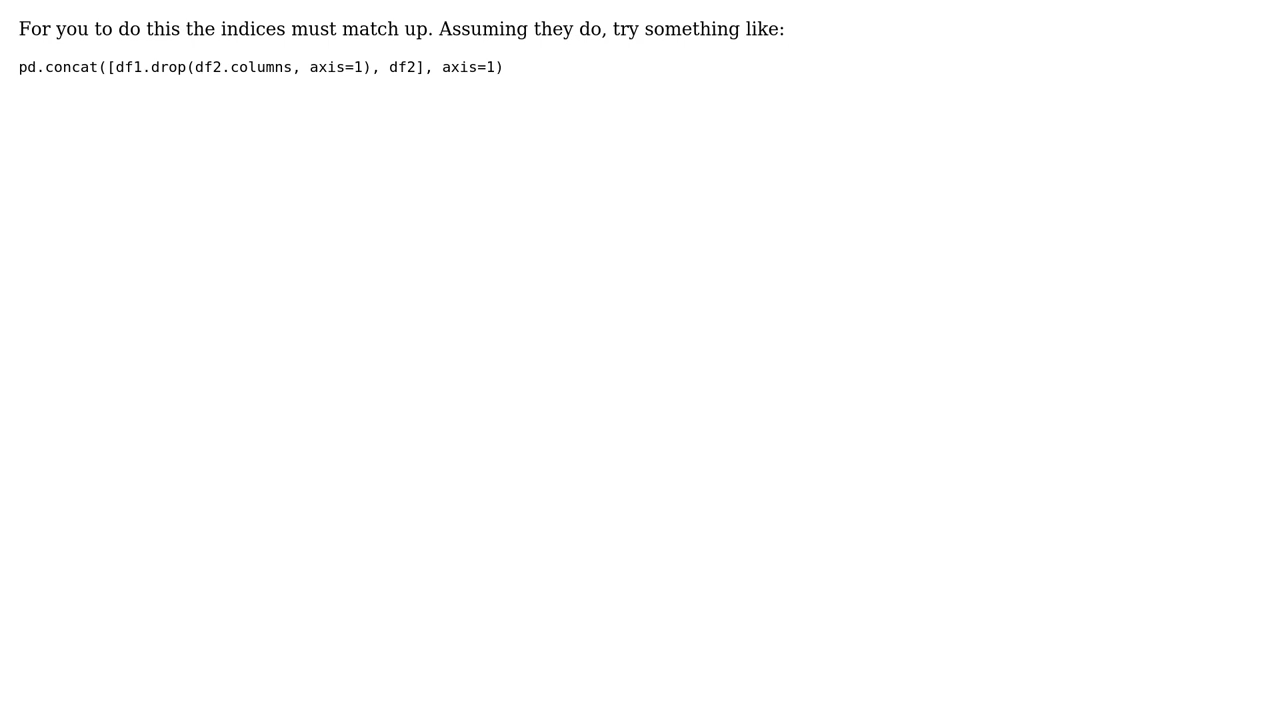 For you to do this the indices must match up. Assuming they do, try something like:
pd.concat([df1.drop(df2.columns, axis=1), df2], axis=1)